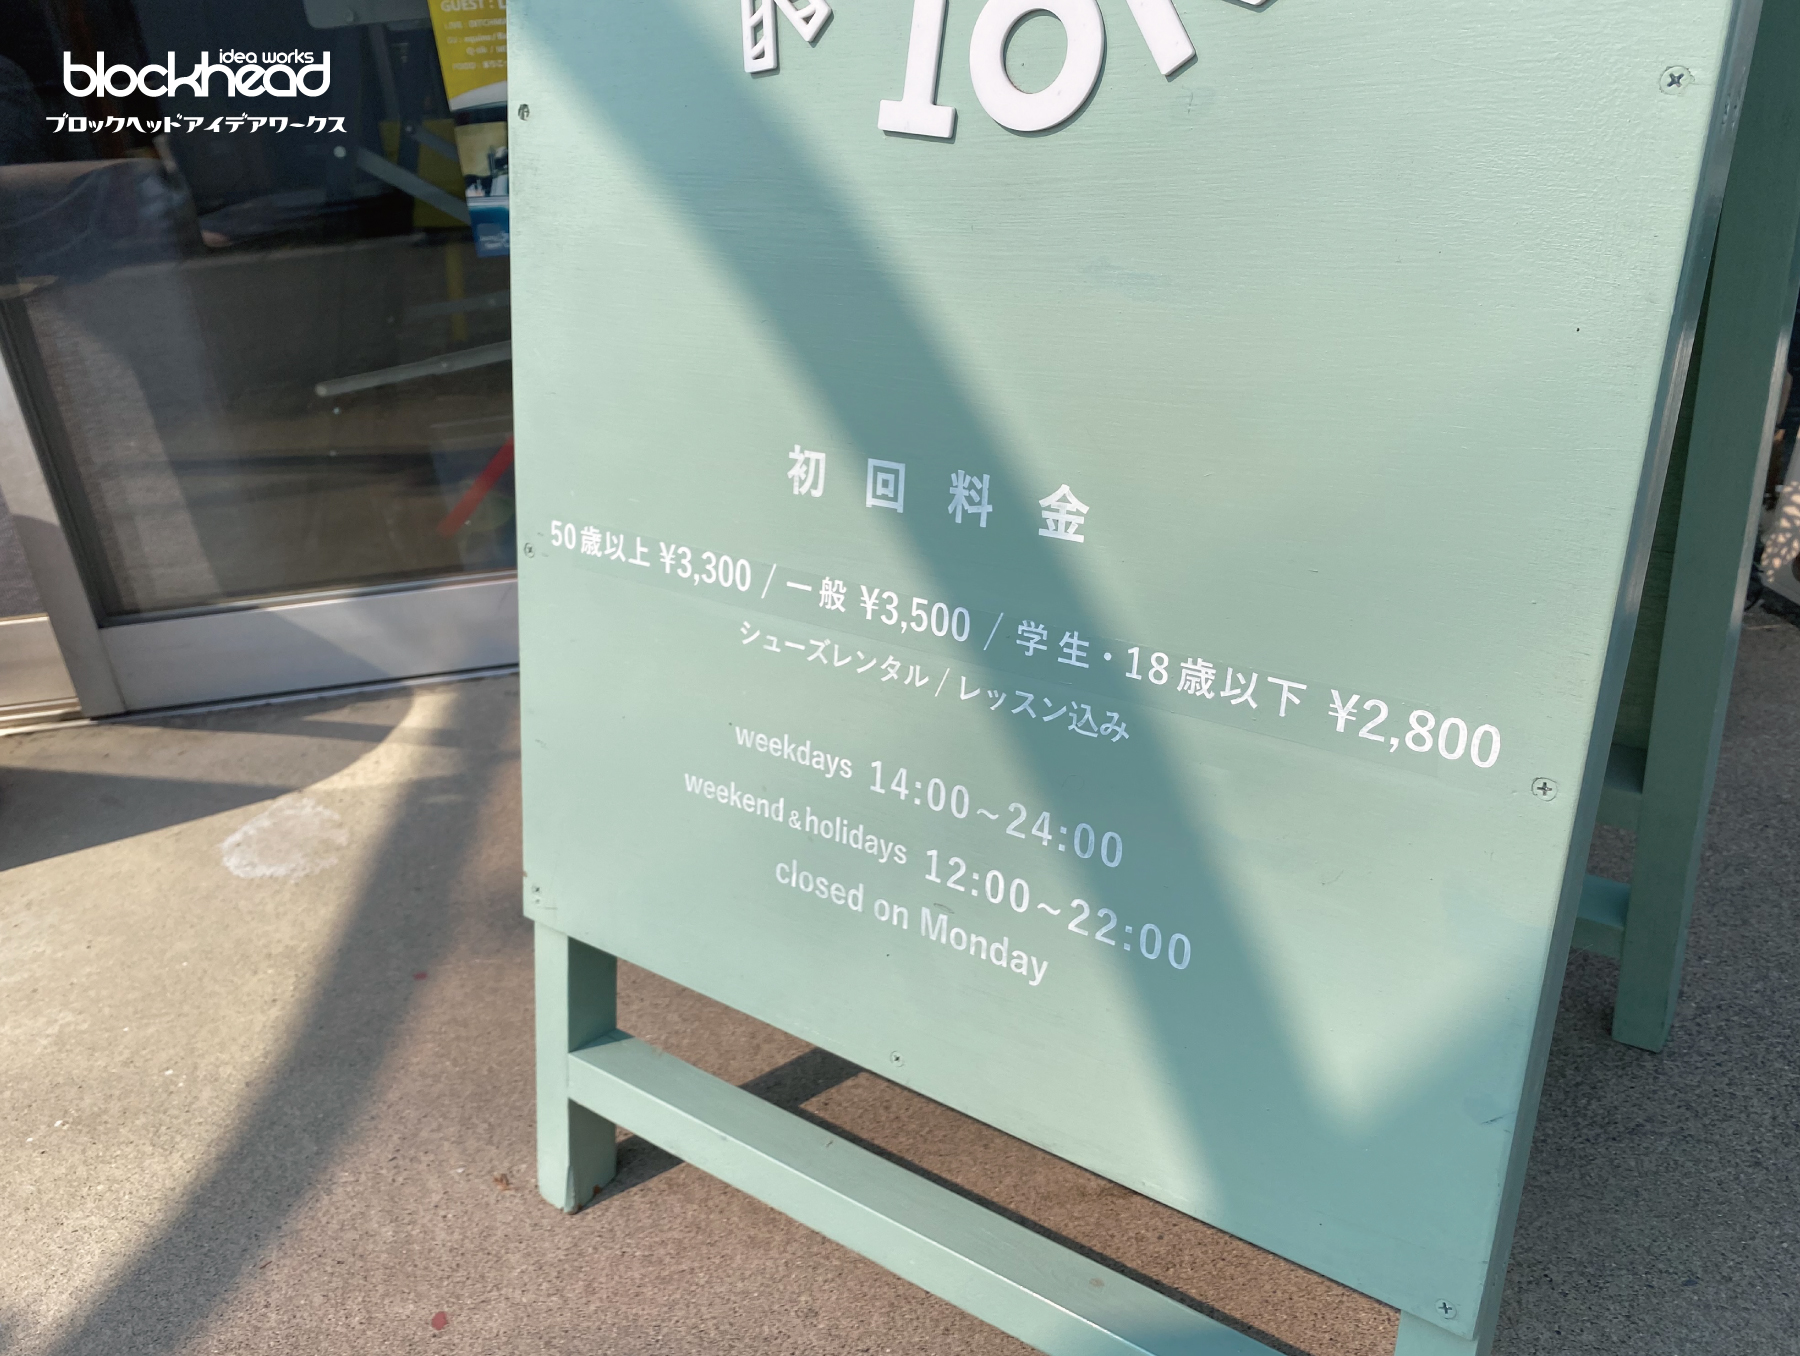 idea works
blockhead
ブロックヘッドアイデアワークス
GUEST :
初回料金
50歳以上 ¥3,300 / 一般 ¥3,500 / 学生・18歳以下 ¥2,800
シューズレンタル / レッスン込み
weekdays 14:00~24:00
weekend&holidays 12:00~22:00
closed on Monday